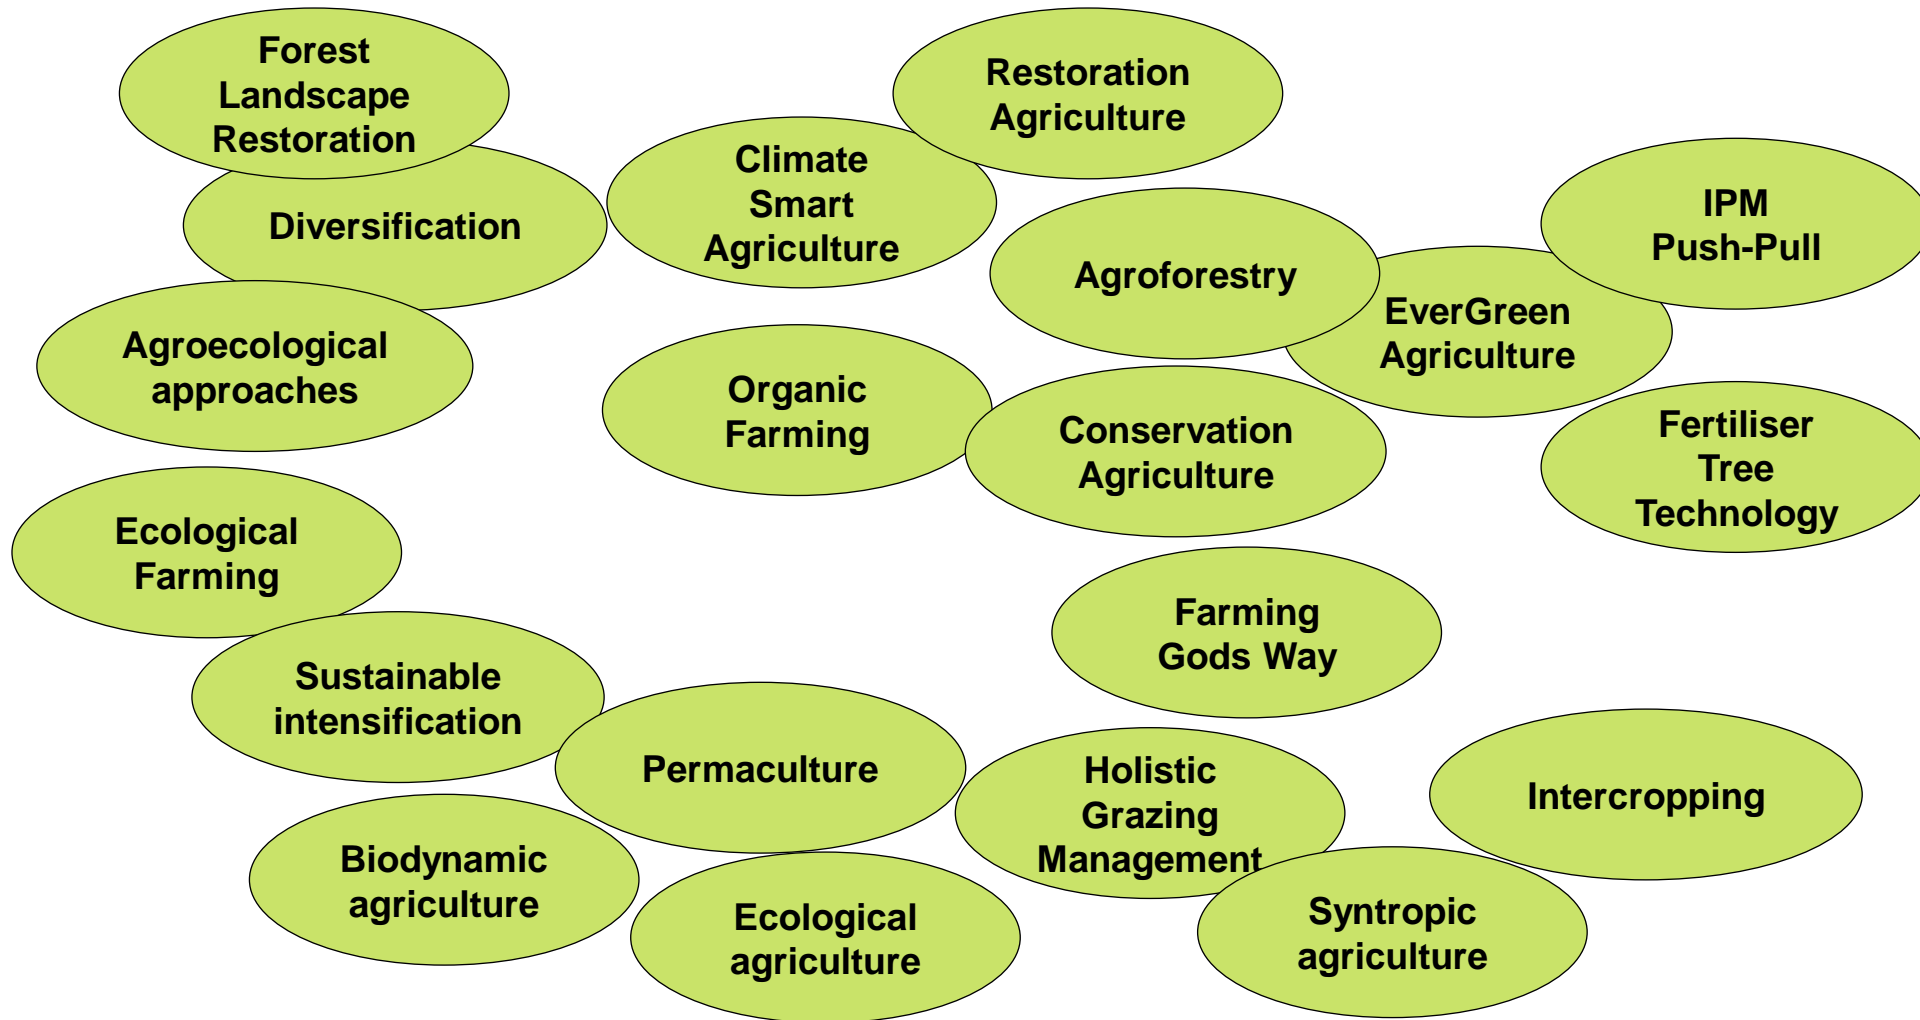 Forest
Landscape
Restoration
Restoration
Agriculture
Climate
Smart
Agriculture
Diversification
IPM
Push-Pull
Agroforestry
EverGreen
Agriculture
Agroecological
approaches
Organic
Farming
Conservation
Agriculture
Fertiliser
Tree
Technology
Ecological
Farming
Farming
Gods Way
Sustainable
intensification
Permaculture
Holistic
Grazing
Management
Intercropping
Biodynamic
agriculture
Ecological
agriculture
Syntropic
agriculture